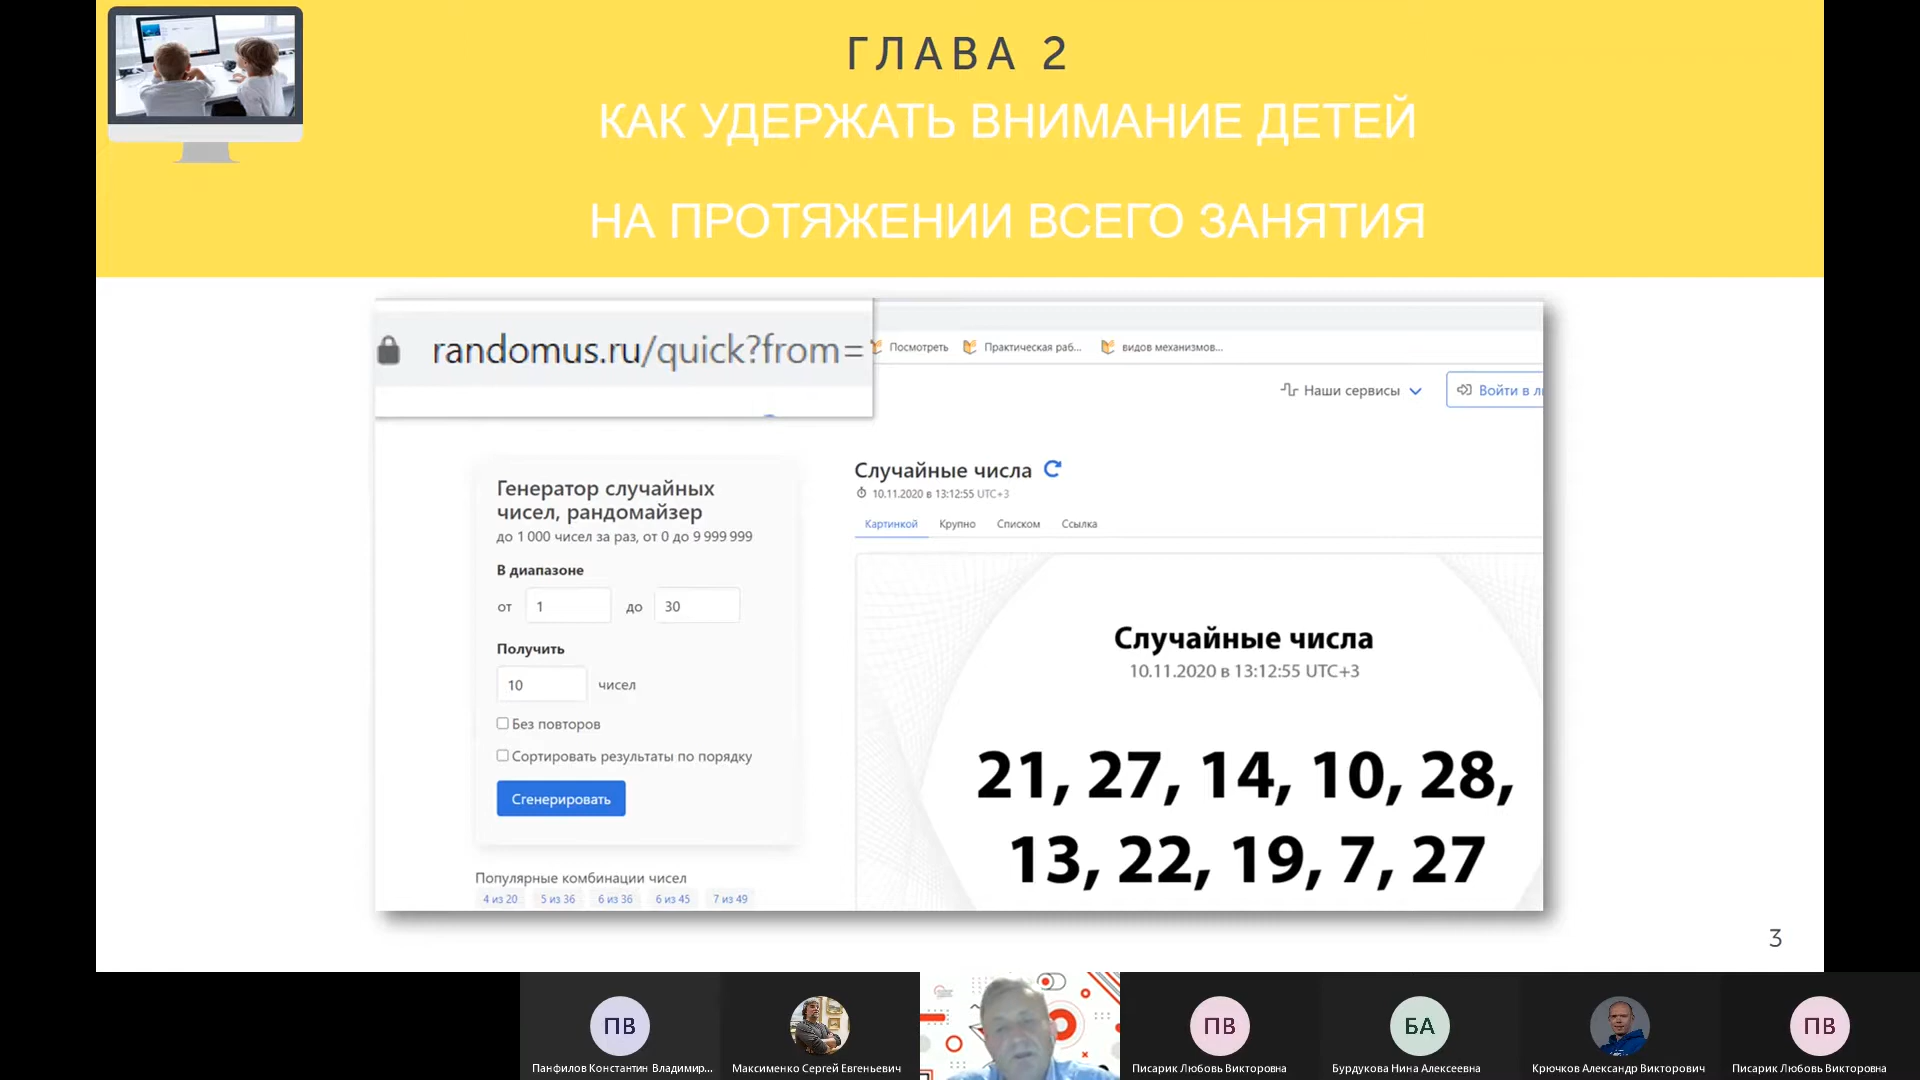 ГЛАВА 2
КАК УДЕРЖАТЬ ВНИМАНИЕ ДЕТЕЙ
НА ПРОТЯЖЕНИИ ВСЕГО ЗАНЯТИЯ
randomus.ru/quick?from=
Посмотреть
Практическая раб...
видов механизмов...
Наши сервисы
Войти в л
Генератор случайных
чисел, рандомайзер
до 1 000 чисел за раз, от 0 до 9 999 999
В диапазоне
от 1 до 30
Получить
10 чисел
Без повторов
Сортировать результаты по порядку
Сгенерировать
Популярные комбинации чисел
4 из 20 5 из 36 6 из 36 6 из 45 7 из 49
Случайные числа
10.11.2020 в 13:12:55 UTC+3
Картинкой Крупно Списком Ссылка
Случайные числа
10.11.2020 в 13:12:55 UTC+3
21, 27, 14, 10, 28,
13, 22, 19, 7, 27
3
ПВ
Панфилов Константин Владимир...
Максименко Сергей Евгеньевич
ПВ
Писарик Любовь Викторовна
БА
Бурдукова Нина Алексеевна
Крючков Александр Викторович
ПВ
Писарик Любовь Викторовна